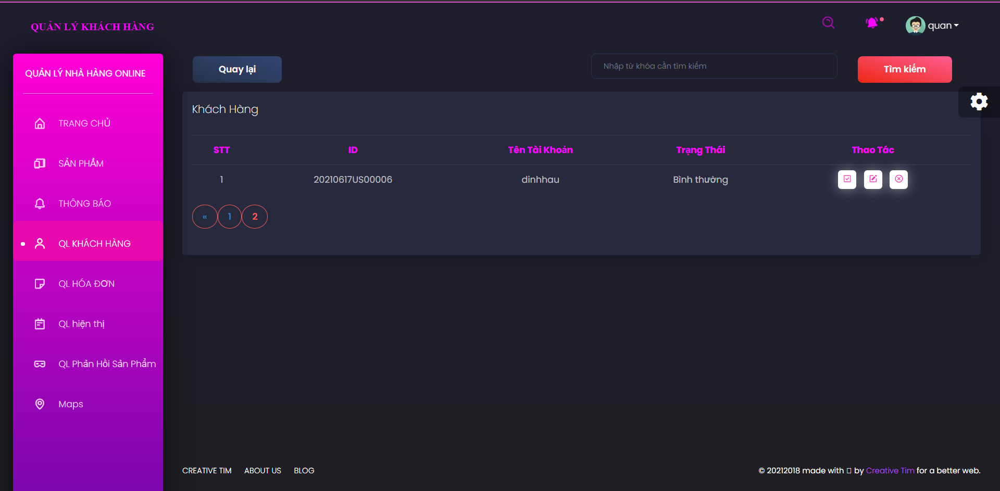 QUẢN LÝ KHÁCH HÀNG
quan
QUẢN LÝ NHÀ HÀNG ONLINE
TRANG CHỦ
SẢN PHẨM
THÔNG BÁO
QL KHÁCH HÀNG
QL HÓA ĐƠN
QL hiện thị
QL Phản Hồi Sản Phẩm
Maps
Quay lại
Nhập từ khóa cần tìm kiếm
Tìm kiếm
Khách Hàng
STT ID Tên Tài Khoản Trạng Thái Thao Tác
1 20210617US00006 dinhhau Bình thường
« 1 2
CREATIVE TIM ABOUT US BLOG
© 20212018 made with by Creative Tim for a better web.